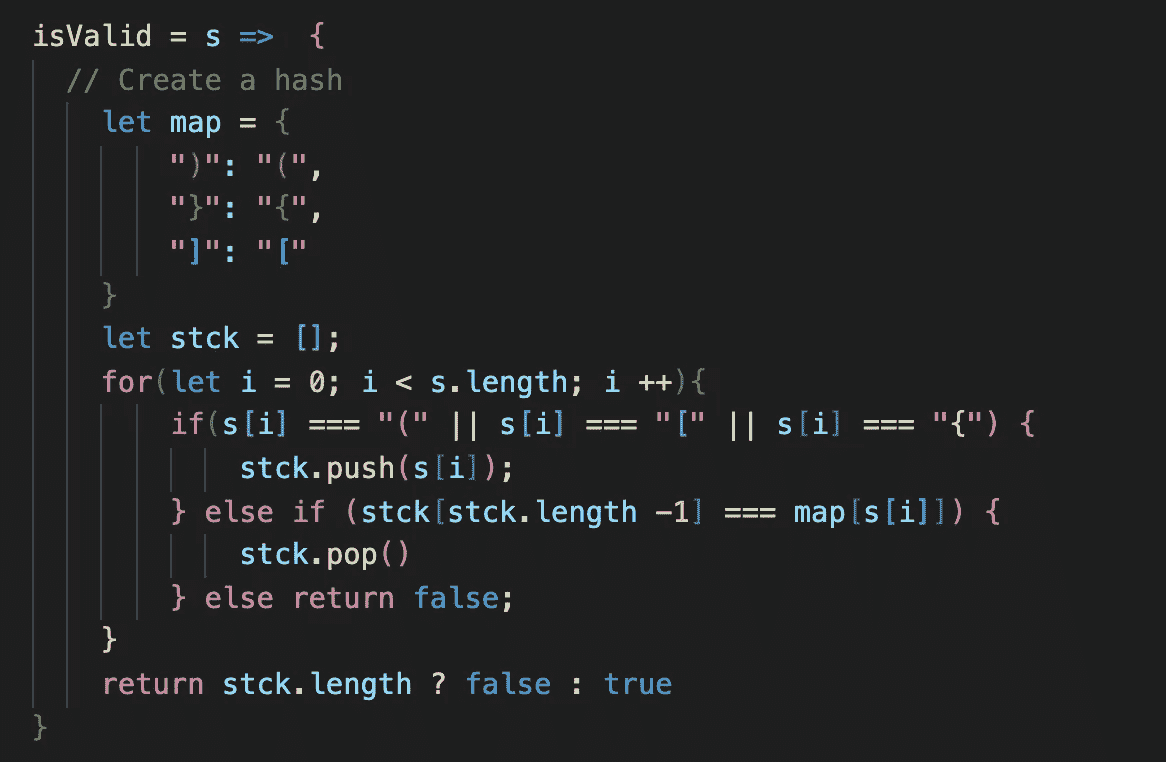 isValid = s =>  {
  // Create a hash
    let map = {
        ")": "(",
        "}": "{",
        "]": "["
    }
    let stck = [];
    for(let i = 0; i < s.length; i ++){
        if(s[i] === "(" || s[i] === "[" || s[i] === "{") {
            stck.push(s[i]);
        } else if (stck[stck.length -1] === map[s[i]]) {
            stck.pop()
        } else return false;
    }
    return stck.length ? false : true
}